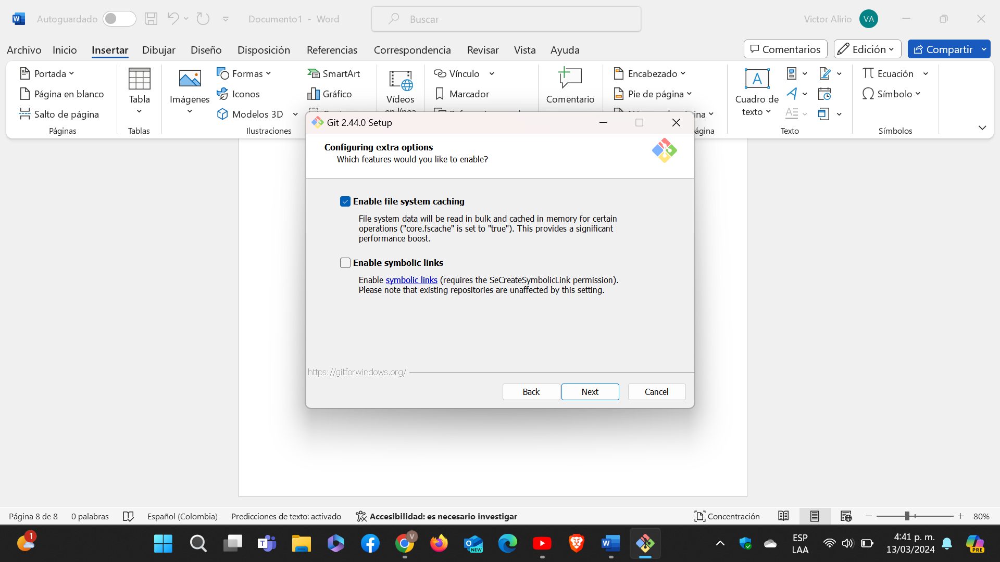 Autoguardado
Documento1 - Word
Buscar
Victor Alirio
VA
Archivo Inicio Insertar Dibujar Diseño Disposición Referencias Correspondencia Revisar Vista Ayuda
Comentarios
Edición
Compartir
Portada
Página en blanco
Salto de página
Páginas
Tabla
Tablas
Imágenes
Formas
Iconos
Modelos 3D
SmartArt
Gráfico
Ilustraciones
Vídeos
Vínculo
Marcador
Comentario
Encabezado
Pie de página
Cuadro de
texto
Texto
Ecuación
Símbolo
Símbolos
Git 2.44.0 Setup
Configuring extra options
Which features would you like to enable?
Enable file system caching
File system data will be read in bulk and cached in memory for certain
operations ("core.fscache" is set to "true"). This provides a significant
performance boost.
Enable symbolic links
Enable symbolic links (requires the SeCreateSymbolicLink permission).
Please note that existing repositories are unaffected by this setting.
https://gitforwindows.org/
Back
Next
Cancel
Página 8 de 8
0 palabras
Español (Colombia)
Predicciones de texto: activado
Accesibilidad: es necesario investigar
Concentración
80%
1
V
NEW
ESP
LAA
4:41 p. m.
13/03/2024
PRE